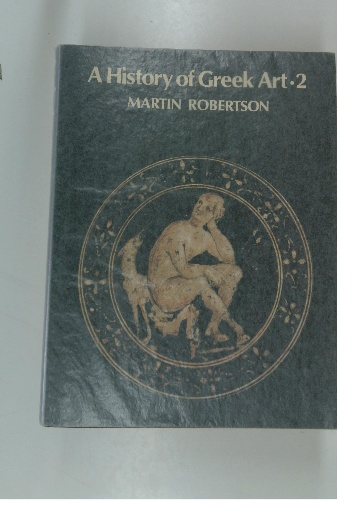 A History of Greek Art·2
MARTIN ROBERTSON